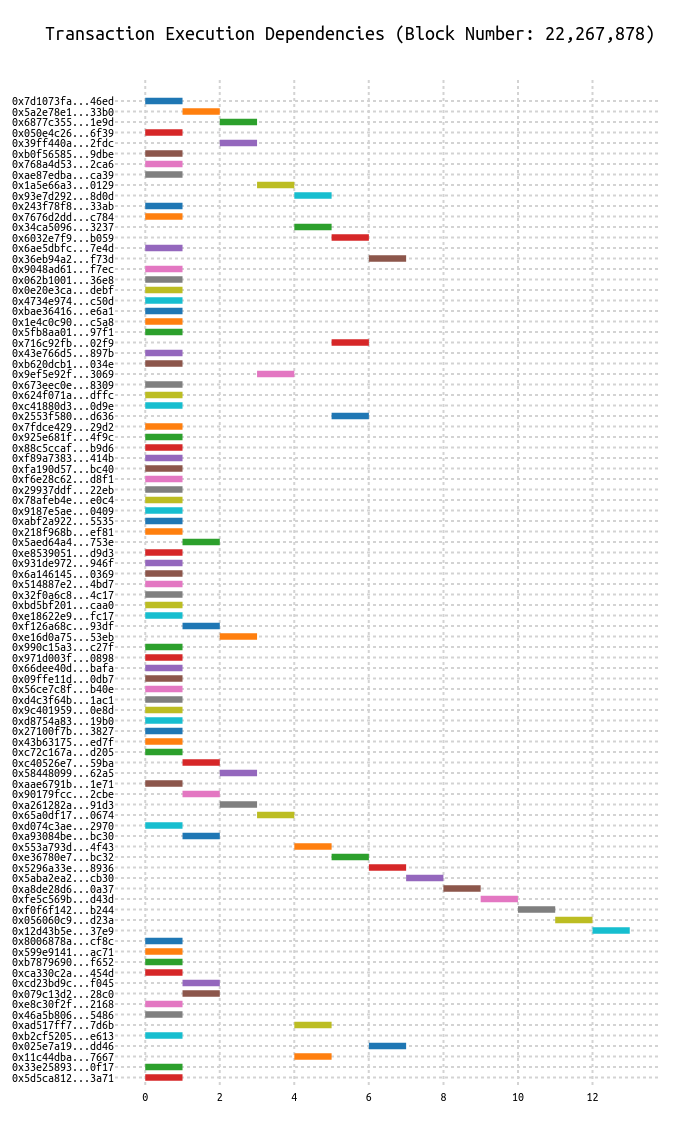 Transaction Execution Dependencies (Block Number: 22,267,878)
0x7d1073fa...46ed
0x5a2e78e1...33b0
0x6877c355...1e9d
0x050e4c26...6f39
0x39ff440a...2fdc
0xb0f56585...9dbe
0x768a4d53...2ca6
0xae87edba...ca39
0x1a5e66a3...0129
0x93e7d292...8d0d
0x243f78f8...33ab
0x7676d2dd...c784
0x34ca5096...3237
0x6032e7f9...b059
0x6ae5dbfc...7e4d
0x36eb94a2...f73d
0x9048ad61...f7ec
0x062b1001...36e8
0x0e20e3ca...debf
0x4734e974...c50d
0xbae36416...e6a1
0x1e4c0c90...c5a8
0x5fb8aa01...97f1
0x716c92fb...02f9
0x43e766d5...897b
0xb620dcb1...034e
0x9ef5e92f...3069
0x673eec0e...8309
0x624f071a...dffc
0xc41880d3...0d9e
0x2553f580...d636
0x7fdce429...29d2
0x925e681f...4f9c
0x88c5ccaf...b9d6
0xf89a7383...414b
0xfa190d57...bc40
0xf6e28c62...d8f1
0x29937ddf...22eb
0x78afeb4e...e0c4
0x9187e5ae...0409
0xabf2a922...5535
0x218f968b...ef81
0x5aed64a4...753e
0xe8539051...d9d3
0x931de972...946f
0x6a146145...0369
0x514887e2...4bd7
0x32f0a6c8...4c17
0xbd5bf201...caa0
0xe18622e9...fc17
0xf126a68c...93df
0xe16d0a75...53eb
0x990c15a3...c27f
0x971d003f...0898
0x66dee40d...bafa
0x09ffe11d...0db7
0x56ce7c8f...b40e
0xd4c3f64b...1ac1
0x9c401959...0e8d
0xd8754a83...19b0
0x27100f7b...3827
0x43b63175...ed7f
0xc72c167a...d205
0xc40526e7...59ba
0x58448099...62a5
0xaae6791b...1e71
0x90179fcc...2cbe
0xa261282a...91d3
0x65a0df17...0674
0xd074c3ae...2970
0xa93084be...bc30
0x553a793d...4f43
0xe36780e7...bc32
0x5296a33e...8936
0x5aba2ea2...cb30
0xa8de28d6...0a37
0xfe5c569b...d43d
0xf0f6f142...b244
0x056060c9...d23a
0x12d43b5e...37e9
0x8006878a...cf8c
0x599e9141...ac71
0xb7879690...f652
0xca330c2a...454d
0xcd23bd9c...f045
0x079c13d2...28c0
0xe8c30f2f...2168
0x46a5b806...5486
0xad517ff7...7d6b
0xb2cf5205...e613
0x025e7a19...dd46
0x11c44dba...7667
0x33e25893...0f17
0x5d5ca812...3a71
0 2 4 6 8 10 12